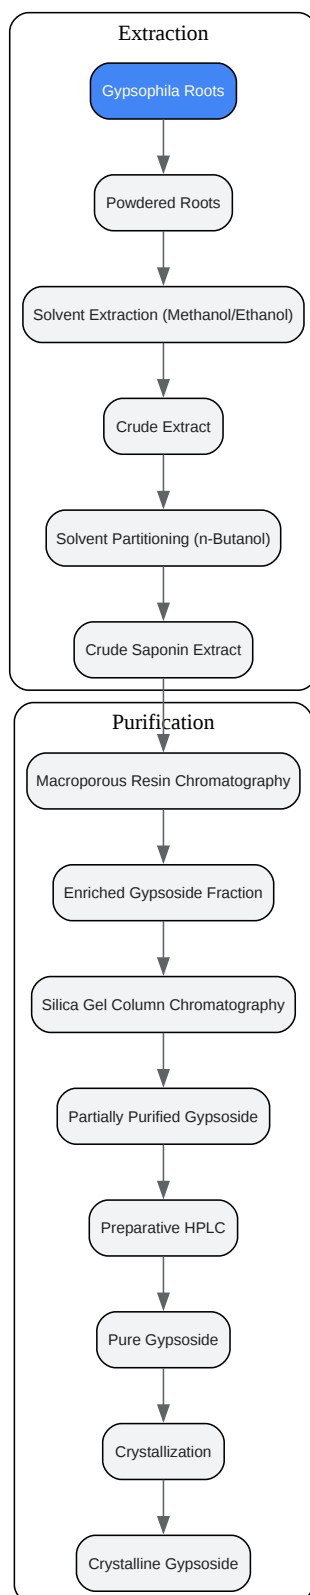 Extraction
Gypsophila Roots
Powdered Roots
Solvent Extraction (Methanol/Ethanol)
Crude Extract
Solvent Partitioning (n-Butanol)
Crude Saponin Extract
Purification
Macroporous Resin Chromatography
Enriched Gypsoside Fraction
Silica Gel Column Chromatography
Partially Purified Gypsoside
Preparative HPLC
Pure Gypsoside
Crystallization
Crystalline Gypsoside